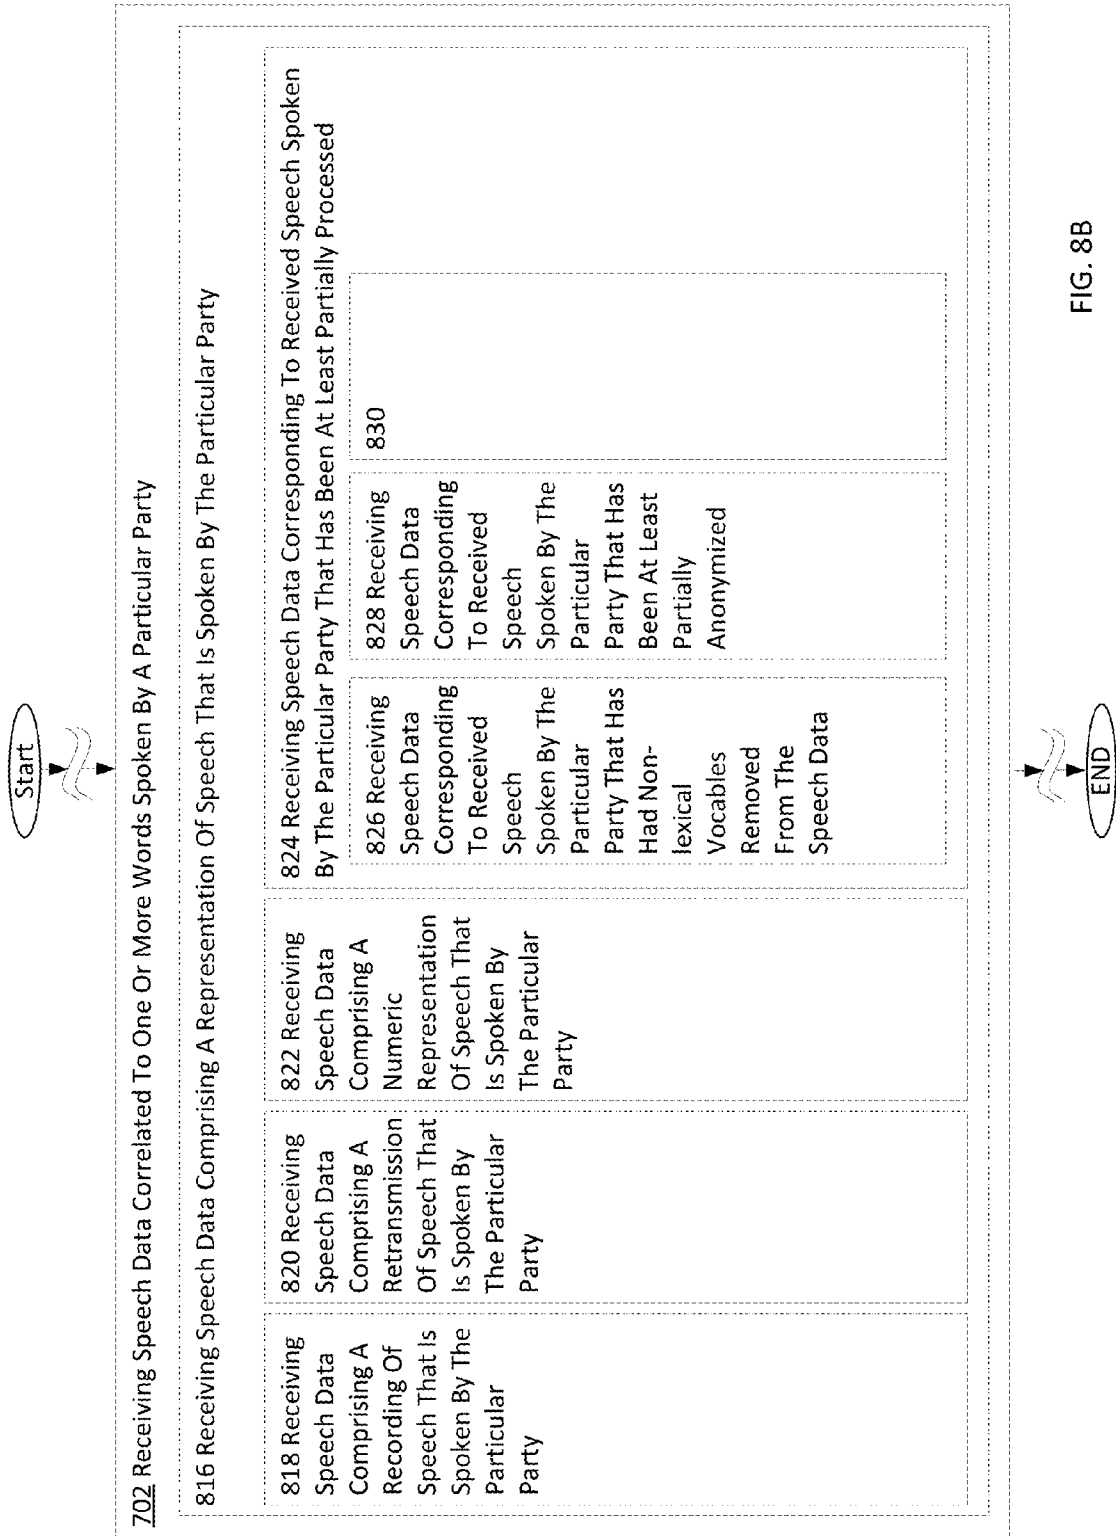 Start
702 Receiving Speech Data Correlated To One Or More Words Spoken By A Particular Party
816 Receiving Speech Data Comprising A Representation Of Speech That Is Spoken By The Particular Party
818 Receiving
Speech Data
Comprising A
Recording Of
Speech That Is
Spoken By The
Particular
Party
820 Receiving
Speech Data
Comprising A
Retransmission
Of Speech That
Is Spoken By
The Particular
Party
822 Receiving
Speech Data
Comprising A
Numeric
Representation
Of Speech That
Is Spoken By
The Particular
Party
824 Receiving Speech Data Corresponding To Received Speech Spoken
By The Particular Party That Has Been At Least Partially Processed
826 Receiving
Speech Data
Corresponding
To Received
Speech
Spoken By The
Particular
Party That Has
Had Non-
lexical
Vocables
Removed
From The
Speech Data
828 Receiving
Speech Data
Corresponding
To Received
Speech
Spoken By The
Particular
Party That Has
Been At Least
Partially
Anonymized
830
END
FIG. 8B